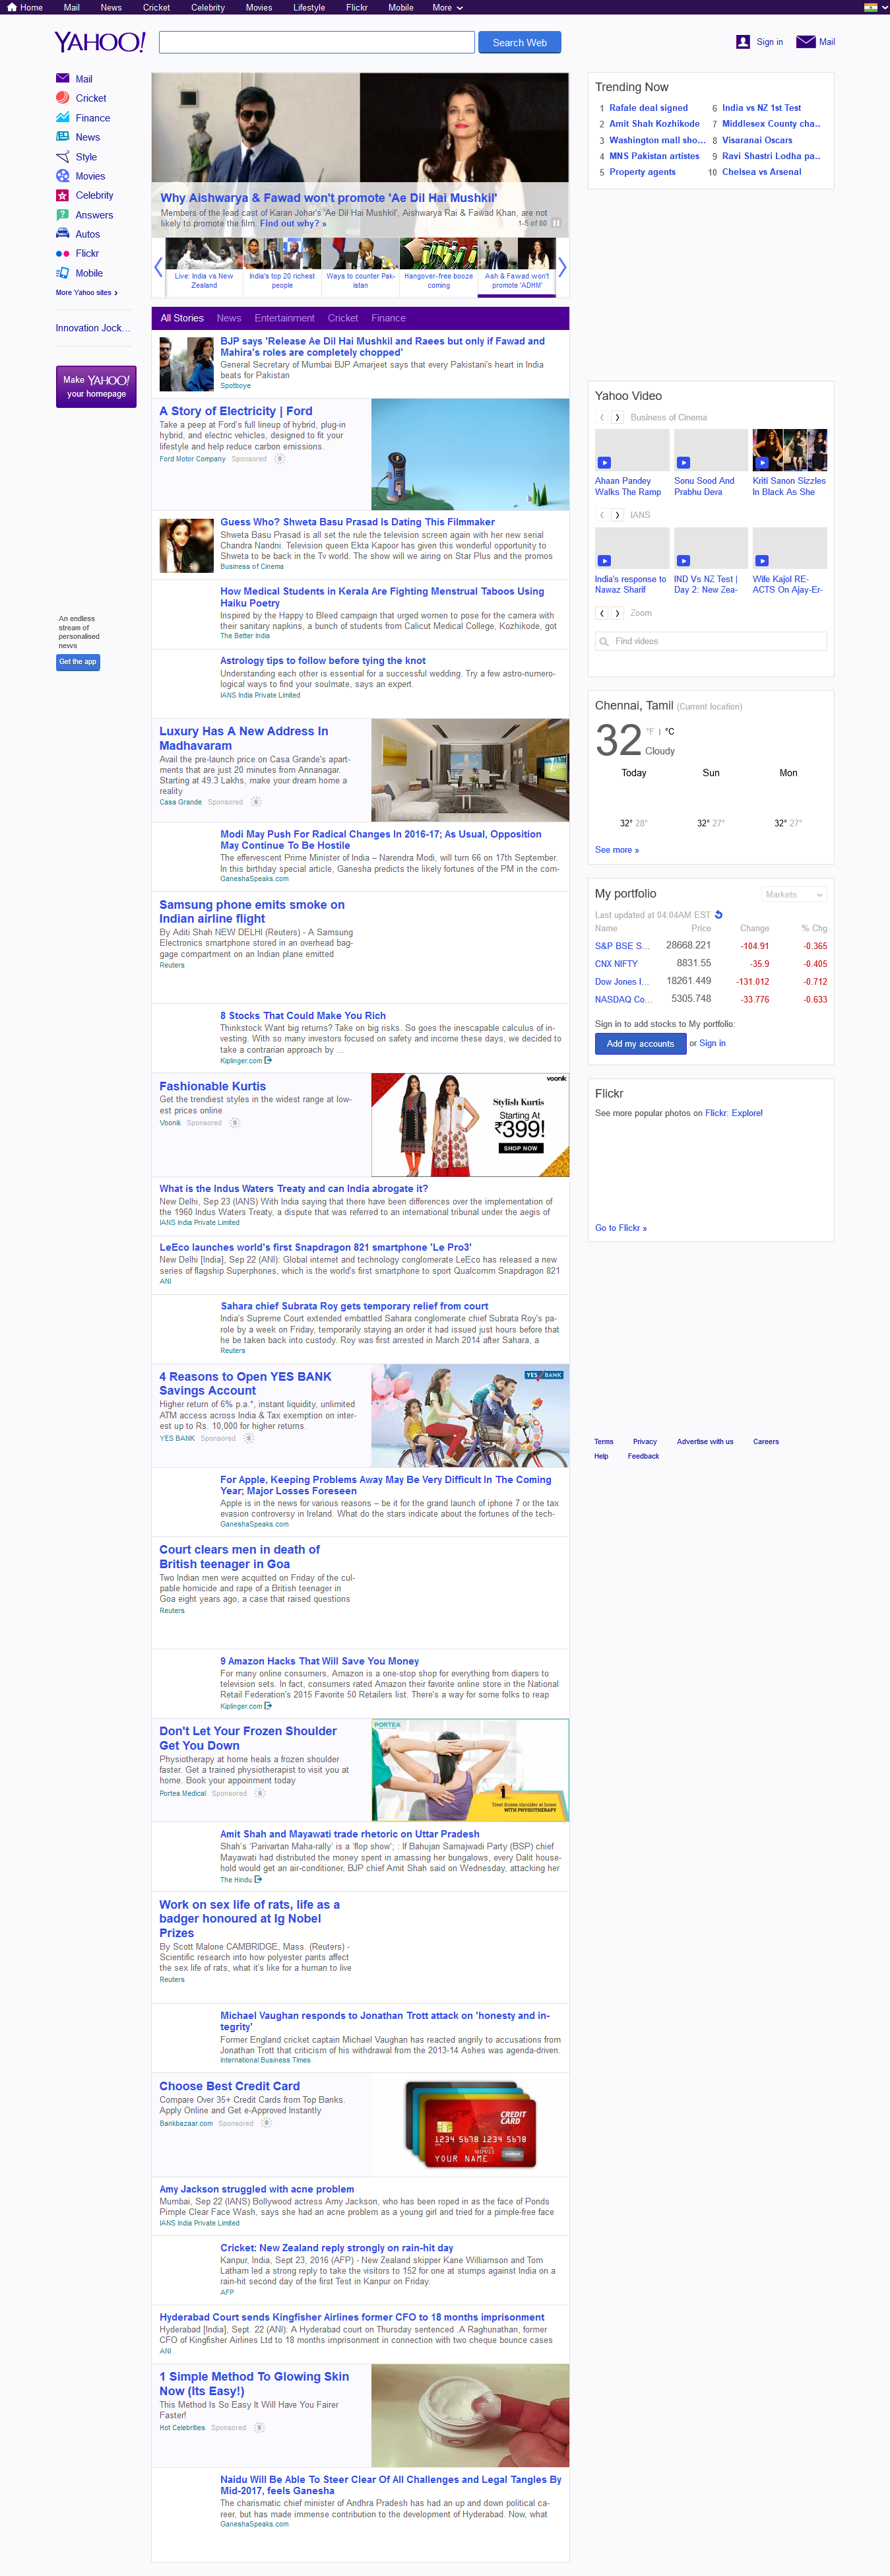 Home Mail News Cricket Celebrity Movies Lifestyle Flickr Mobile More
YAHOO!
Search Web
Sign in Mail
Mail
Cricket
Finance
News
Style
Movies
Celebrity
Answers
Autos
Flickr
Mobile
More Yahoo sites ›
Innovation Jock...
Make YAHOO!
your homepage
An endless
stream of
personalised
news
Get the app
Why Aishwarya & Fawad won't promote 'Ae Dil Hai Mushkil'
Members of the lead cast of Karan Johar's 'Ae Dil Hai Mushkil', Aishwarya Rai & Fawad Khan, are not
likely to promote the film. Find out why? »
1-5 of 80
Live: India vs New
Zealand
India's top 20 richest
people
Ways to counter Pak-
istan
Hangover-free booze
coming
Ash & Fawad won't
promote 'ADHM'
All Stories News Entertainment Cricket Finance
BJP says 'Release Ae Dil Hai Mushkil and Raees but only if Fawad and
Mahira's roles are completely chopped'
General Secretary of Mumbai BJP Amarjeet says that every Pakistani's heart in India
beats for Pakistan
Spotboye
A Story of Electricity | Ford
Take a peep at Ford's full lineup of hybrid, plug-in
hybrid, and electric vehicles, designed to fit your
lifestyle and help reduce carbon emissions.
Ford Motor Company Sponsored
Guess Who? Shweta Basu Prasad Is Dating This Filmmaker
Shweta Basu Prasad is all set the rule the television screen again with her new serial
Chandra Nandni. Television queen Ekta Kapoor has given this wonderful opportunity to
Shweta to be back in the Tv world. The show will we airing on Star Plus and the promos
Business of Cinema
How Medical Students in Kerala Are Fighting Menstrual Taboos Using
Haiku Poetry
Inspired by the Happy to Bleed campaign that urged women to pose for the camera with
their sanitary napkins, a bunch of students from Calicut Medical College, Kozhikode, got
The Better India
Astrology tips to follow before tying the knot
Understanding each other is essential for a successful wedding. Try a few astro-numero-
logical ways to find your soulmate, says an expert.
IANS India Private Limited
Luxury Has A New Address In
Madhavaram
Avail the pre-launch price on Casa Grande's apart-
ments that are just 20 minutes from Annanagar.
Starting at 49.3 Lakhs, make your dream home a
reality
Casa Grande Sponsored
Modi May Push For Radical Changes In 2016-17; As Usual, Opposition
May Continue To Be Hostile
The effervescent Prime Minister of India – Narendra Modi, will turn 66 on 17th September.
In this birthday special article, Ganesha predicts the likely fortunes of the PM in the com-
GaneshaSpeaks.com
Samsung phone emits smoke on
Indian airline flight
By Aditi Shah NEW DELHI (Reuters) - A Samsung
Electronics smartphone stored in an overhead bag-
gage compartment on an Indian plane emitted
Reuters
8 Stocks That Could Make You Rich
Thinkstock Want big returns? Take on big risks. So goes the inescapable calculus of in-
vesting. With so many investors focused on safety and income these days, we decided to
take a contrarian approach by ...
Kiplinger.com
Fashionable Kurtis
Get the trendiest styles in the widest range at low-
est prices online
Voonik Sponsored
voonik
Stylish Kurtis
Starting At
₹399!
SHOP NOW
What is the Indus Waters Treaty and can India abrogate it?
New Delhi, Sep 23 (IANS) With India saying that there have been differences over the implementation of
the 1960 Indus Waters Treaty, a dispute that was referred to an international tribunal under the aegis of
IANS India Private Limited
LeEco launches world's first Snapdragon 821 smartphone 'Le Pro3'
New Delhi [India], Sep 22 (ANI): Global internet and technology conglomerate LeEco has released a new
series of flagship Superphones, which is the world's first smartphone to sport Qualcomm Snapdragon 821
ANI
Sahara chief Subrata Roy gets temporary relief from court
India's Supreme Court extended embattled Sahara conglomerate chief Subrata Roy's pa-
role by a week on Friday, temporarily staying an order it had issued just hours before that
he be taken back into custody. Roy was first arrested in March 2014 after Sahara, a
Reuters
4 Reasons to Open YES BANK
Savings Account
Higher return of 6% p.a.*, instant liquidity, unlimited
ATM access across India & Tax exemption on inter-
est up to Rs. 10,000 for higher returns.
YES BANK Sponsored
YES BANK
For Apple, Keeping Problems Away May Be Very Difficult In The Coming
Year; Major Losses Foreseen
Apple is in the news for various reasons – be it for the grand launch of iphone 7 or the tax
evasion controversy in Ireland. What do the stars indicate about the fortunes of the tech-
GaneshaSpeaks.com
Court clears men in death of
British teenager in Goa
Two Indian men were acquitted on Friday of the cul-
pable homicide and rape of a British teenager in
Goa eight years ago, a case that raised questions
Reuters
9 Amazon Hacks That Will Save You Money
For many online consumers, Amazon is a one-stop shop for everything from diapers to
television sets. In fact, consumers rated Amazon their favorite online store in the National
Retail Federation's 2015 Favorite 50 Retailers list. There's a way for some folks to reap
Kiplinger.com
Don't Let Your Frozen Shoulder
Get You Down
Physiotherapy at home heals a frozen shoulder
faster. Get a trained physiotherapist to visit you at
home. Book your appoinment today
Portea Medical Sponsored
PORTEA
Treat frozen shoulder at home
WITH PHYSIOTHERAPY
Amit Shah and Mayawati trade rhetoric on Uttar Pradesh
Shah's 'Parivartan Maha-rally' is a 'flop show'; : If Bahujan Samajwadi Party (BSP) chief
Mayawati had distributed the money spent in amassing her bungalows, every Dalit house-
hold would get an air-conditioner, BJP chief Amit Shah said on Wednesday, attacking her
The Hindu
Work on sex life of rats, life as a
badger honoured at Ig Nobel
Prizes
By Scott Malone CAMBRIDGE, Mass. (Reuters) -
Scientific research into how polyester pants affect
the sex life of rats, what it's like for a human to live
Reuters
Michael Vaughan responds to Jonathan Trott attack on 'honesty and in-
tegrity'
Former England cricket captain Michael Vaughan has reacted angrily to accusations from
Jonathan Trott that criticism of his withdrawal from the 2013-14 Ashes was agenda-driven.
International Business Times
Choose Best Credit Card
Compare Over 35+ Credit Cards from Top Banks.
Apply Online and Get e-Approved Instantly
Bankbazaar.com Sponsored
CREDIT
CARD
1234 5678 1234 5678
YOUR NAME
Amy Jackson struggled with acne problem
Mumbai, Sep 22 (IANS) Bollywood actress Amy Jackson, who has been roped in as the face of Ponds
Pimple Clear Face Wash, says she had an acne problem as a young girl and tried for a pimple-free face
IANS India Private Limited
Cricket: New Zealand reply strongly on rain-hit day
Kanpur, India, Sept 23, 2016 (AFP) - New Zealand skipper Kane Williamson and Tom
Latham led a strong reply to take the visitors to 152 for one at stumps against India on a
rain-hit second day of the first Test in Kanpur on Friday.
AFP
Hyderabad Court sends Kingfisher Airlines former CFO to 18 months imprisonment
Hyderabad [India], Sept. 22 (ANI): A Hyderabad court on Thursday sentenced .A Raghunathan, former
CFO of Kingfisher Airlines Ltd to 18 months imprisonment in connection with two cheque bounce cases
ANI
1 Simple Method To Glowing Skin
Now (Its Easy!)
This Method Is So Easy It Will Have You Fairer
Faster!
Hot Celebrities Sponsored
Naidu Will Be Able To Steer Clear Of All Challenges and Legal Tangles By
Mid-2017, feels Ganesha
The charismatic chief minister of Andhra Pradesh has had an up and down political ca-
reer, but has made immense contribution to the development of Hyderabad. Now, what
GaneshaSpeaks.com
Trending Now
1 Rafale deal signed
2 Amit Shah Kozhikode
3 Washington mall sho...
4 MNS Pakistan artistes
5 Property agents
6 India vs NZ 1st Test
7 Middlesex County cha..
8 Visaranai Oscars
9 Ravi Shastri Lodha pa..
10 Chelsea vs Arsenal
Yahoo Video
Business of Cinema
Ahaan Pandey
Walks The Ramp
Sonu Sood And
Prabhu Deva
Kriti Sanon Sizzles
In Black As She
IANS
India's response to
Nawaz Sharif
IND Vs NZ Test |
Day 2: New Zea-
Wife Kajol RE-
ACTS On Ajay-Er-
Zoom
Find videos
Chennai, Tamil (Current location)
32 °F | °C
Cloudy
Today Sun Mon
32° 28° 32° 27° 32° 27°
See more »
My portfolio
Markets
Last updated at 04:04AM EST
Name Price Change % Chg
S&P BSE S... 28668.221 -104.91 -0.365
CNX NIFTY 8831.55 -35.9 -0.405
Dow Jones I... 18261.449 -131.012 -0.712
NASDAQ Co... 5305.748 -33.776 -0.633
Sign in to add stocks to My portfolio:
Add my accounts or Sign in
Flickr
See more popular photos on Flickr: Explore!
Go to Flickr »
Terms Privacy Advertise with us Careers
Help Feedback